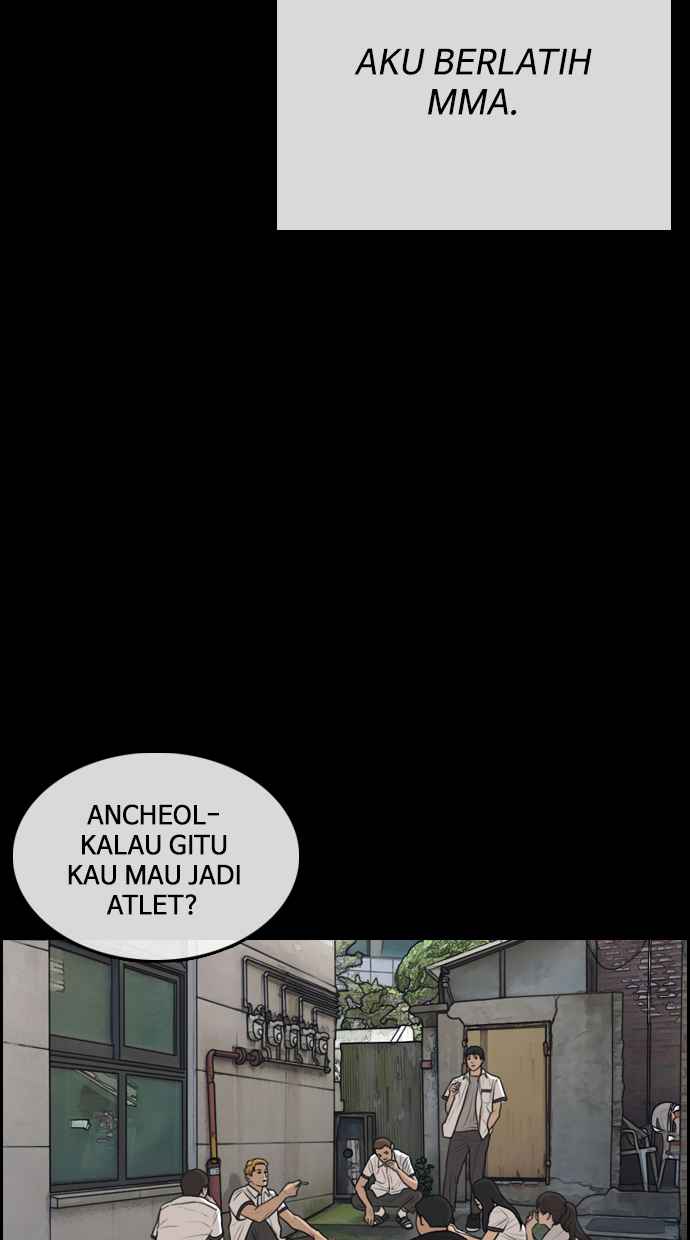 AKU BERLATIH
MMA.
ANCHEOL-
KALAU GITU
KAU MAU JADI
ATLET?